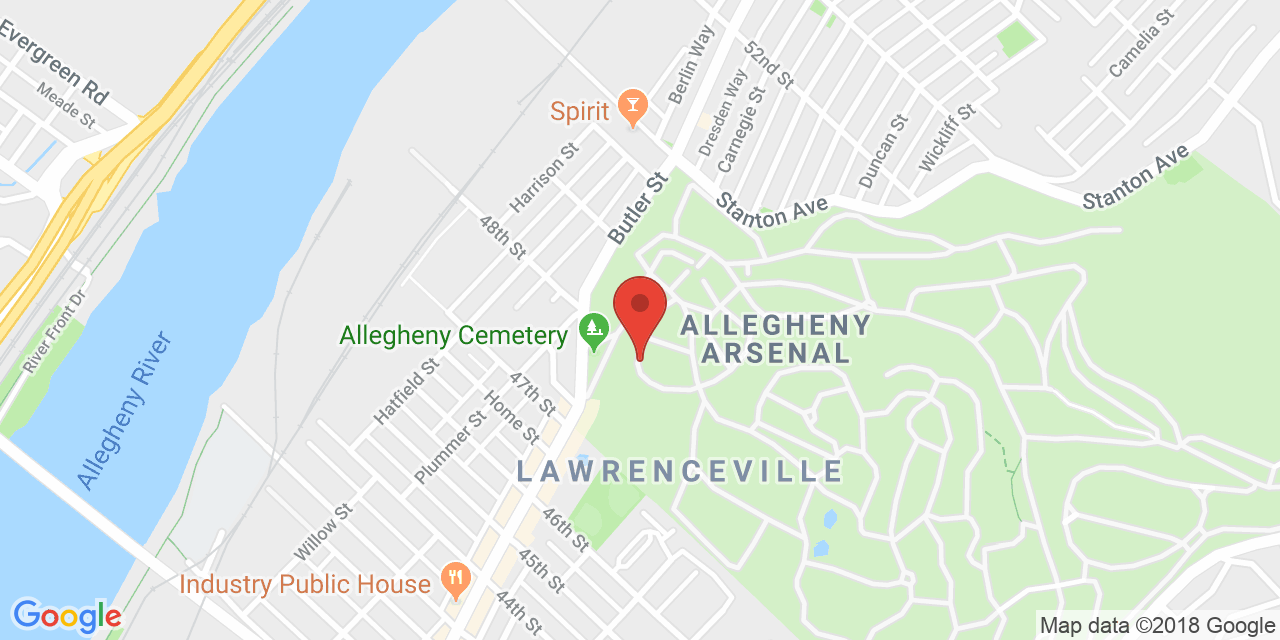 Evergreen Rd
Meade St
Berlin Way
52nd St
Camelia St
Spirit
Dresden Way
Carnegie St
Duncan St
Wickliff St
Harrison St
Butler St
Stanton Ave
Stanton Ave
48th St
River Front Dr
Allegheny Cemetery
ALLEGHENY
ARSENAL
Allegheny River
Hatfield St
47th St
Home St
Plummer St
LAWRENCEVILLE
Willow St
46th St
45th St
44th St
Industry Public House
Google
Map data ©2018 Google